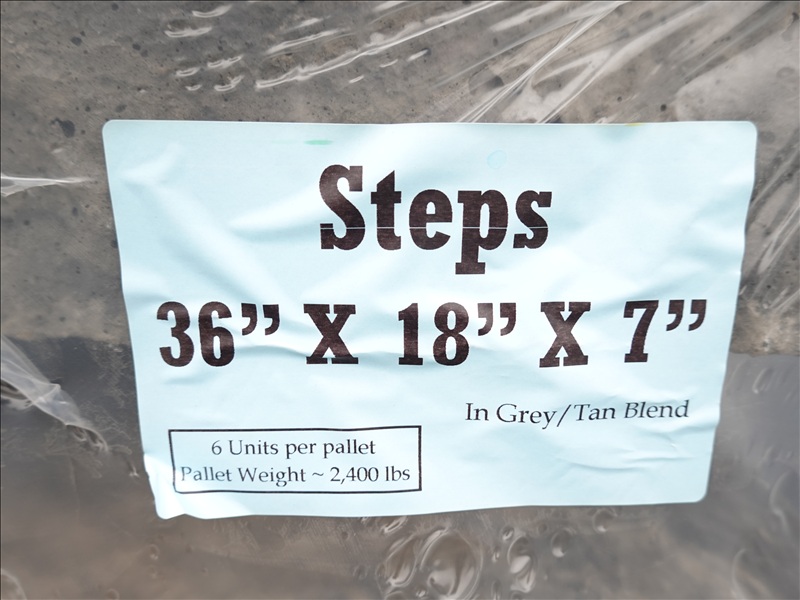 Steps
36” X 18” X 7”
In Grey/Tan Blend
6 Units per pallet
Pallet Weight ~ 2,400 lbs